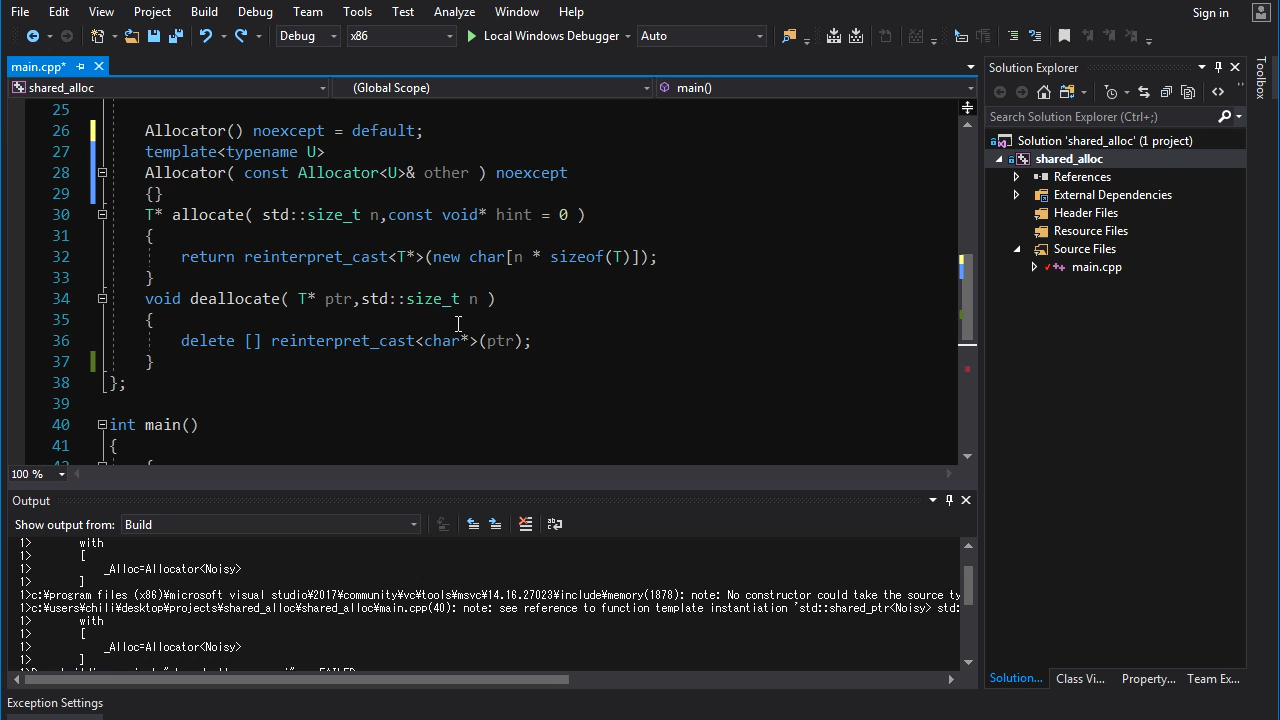 File Edit View Project Build Debug Team Tools Test Analyze Window Help Sign in
Debug x86 Local Windows Debugger Auto
main.cpp*
shared_alloc (Global Scope) main()
25
26 Allocator() noexcept = default;
27 template<typename U>
28 Allocator( const Allocator<U>& other ) noexcept
29 {}
30 T* allocate( std::size_t n,const void* hint = 0 )
31 {
32 return reinterpret_cast<T*>(new char[n * sizeof(T)]);
33 }
34 void deallocate( T* ptr,std::size_t n )
35 {
36 delete [] reinterpret_cast<char*>(ptr);
37 }
38 };
39
40 int main()
41 {
42 {
100 %
Output
Show output from: Build
1> with
1> [
1> _Alloc=Allocator<Noisy>
1> ]
1>c:¥program files (x86)¥microsoft visual studio¥2017¥community¥vc¥tools¥msvc¥14.16.27023¥include¥memory(1878): note: No constructor could take the source ty
1>c:¥users¥chili¥desktop¥projects¥shared_alloc¥shared_alloc¥main.cpp(40): note: see reference to function template instantiation 'std::shared_ptr<Noisy> std:
1> with
1> [
1> _Alloc=Allocator<Noisy>
1> ]
Exception Settings
Solution Explorer
Search Solution Explorer (Ctrl+;)
Solution 'shared_alloc' (1 project)
shared_alloc
References
External Dependencies
Header Files
Resource Files
Source Files
main.cpp
Solution... Class Vi... Property... Team Ex...
Toolbox